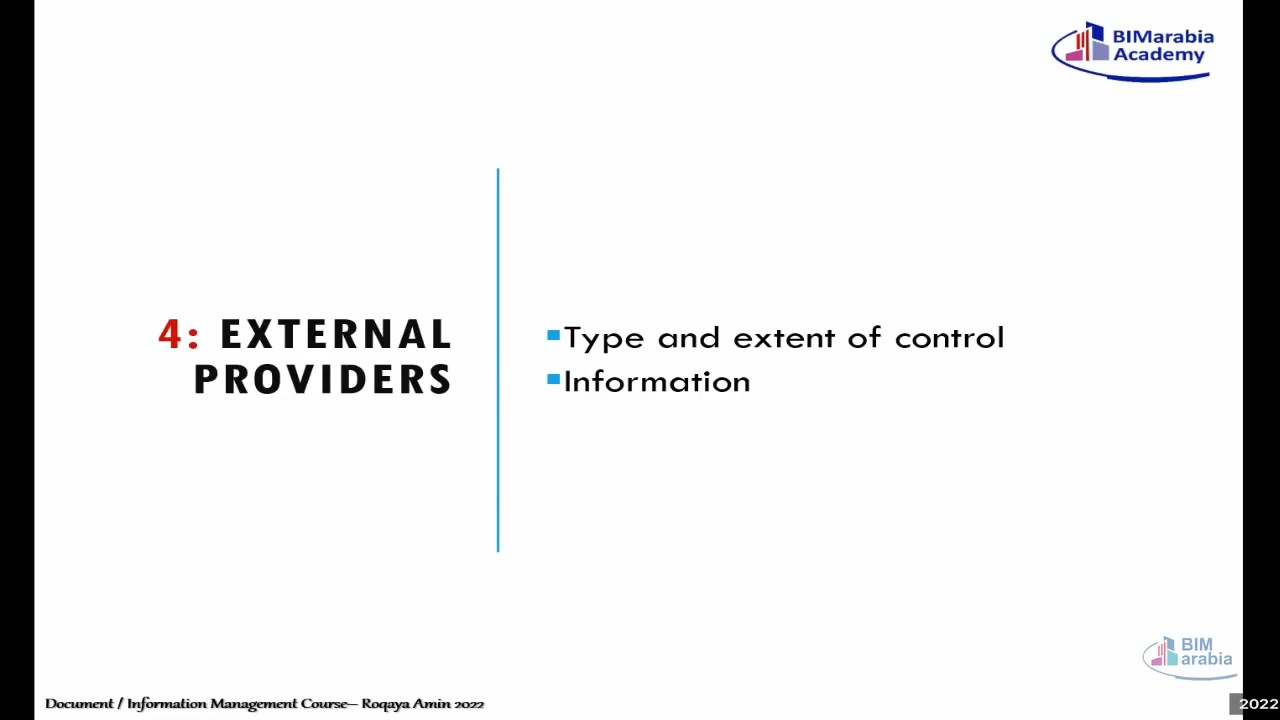 BIMarabia
Academy
4: EXTERNAL
PROVIDERS
Type and extent of control
Information
BIM
arabia
Document / Information Management Course– Roqaya Amin 2022
2022